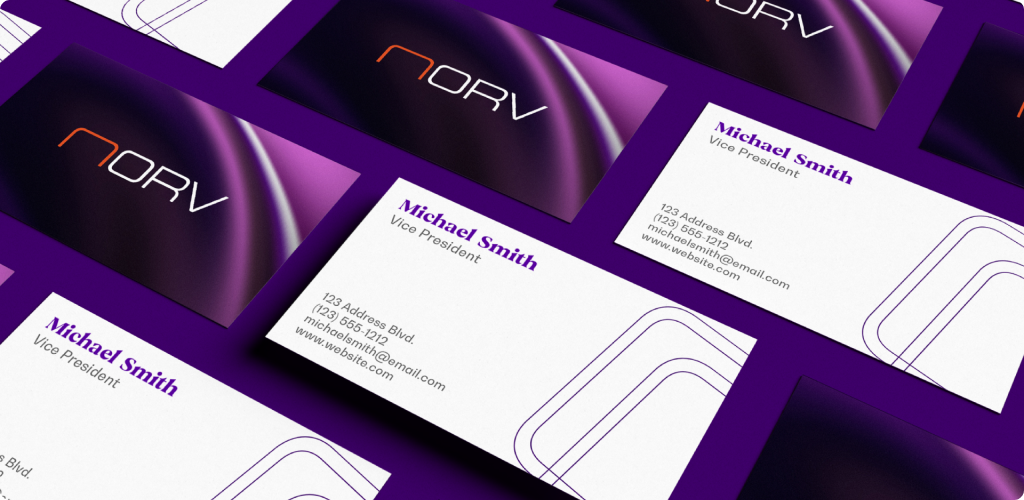 nORV
nORV
nORV
Michael Smith
Vice President
123 Address Blvd.
(123) 555-1212
michaelsmith@email.com
www.website.com
Michael Smith
Vice President
123 Address Blvd.
(123) 555-1212
michaelsmith@email.com
www.website.com
Michael Smith
Vice President
Blvd.